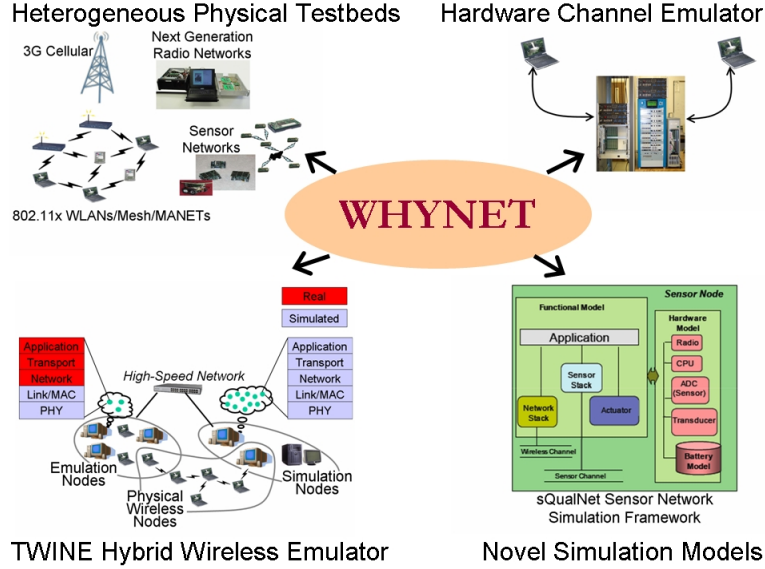 Heterogeneous Physical Testbeds
3G Cellular
Next Generation
Radio Networks
Sensor
Networks
802.11x WLANs/Mesh/MANETs
Hardware Channel Emulator
WHYNET
Real
Simulated
Application
Transport
Network
Link/MAC
PHY
High-Speed Network
Application
Transport
Network
Link/MAC
PHY
Emulation
Nodes
Physical
Wireless
Nodes
Simulation
Nodes
TWINE Hybrid Wireless Emulator
Sensor Node
Functional Model
Application
Sensor
Stack
Network
Stack
Actuator
Wireless Channel
Sensor Channel
Hardware
Model
Radio
CPU
ADC
(Sensor)
Transducer
Battery
Model
sQualNet Sensor Network
Simulation Framework
Novel Simulation Models